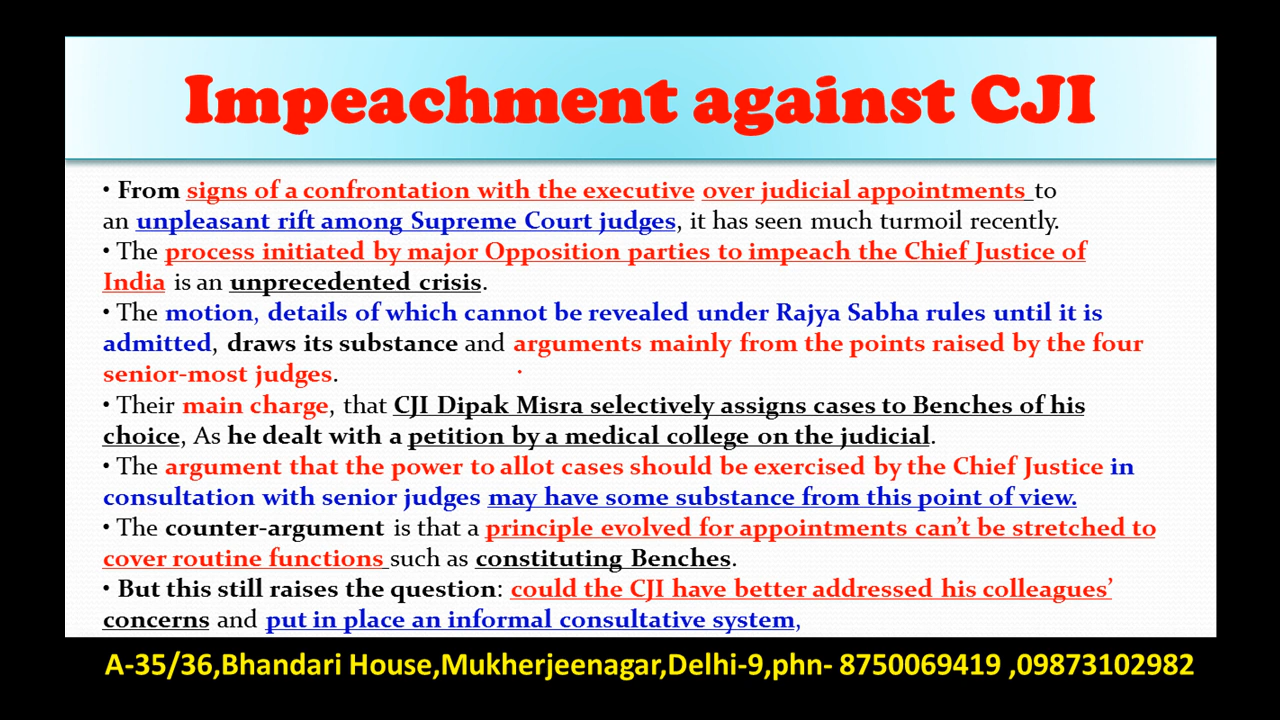 Impeachment against CJI
• From signs of a confrontation with the executive over judicial appointments to
an unpleasant rift among Supreme Court judges, it has seen much turmoil recently.
• The process initiated by major Opposition parties to impeach the Chief Justice of
India is an unprecedented crisis.
• The motion, details of which cannot be revealed under Rajya Sabha rules until it is
admitted, draws its substance and arguments mainly from the points raised by the four
senior-most judges.
• Their main charge, that CJI Dipak Misra selectively assigns cases to Benches of his
choice, As he dealt with a petition by a medical college on the judicial.
• The argument that the power to allot cases should be exercised by the Chief Justice in
consultation with senior judges may have some substance from this point of view.
• The counter-argument is that a principle evolved for appointments can't be stretched to
cover routine functions such as constituting Benches.
• But this still raises the question: could the CJI have better addressed his colleagues'
concerns and put in place an informal consultative system,
A-35/36,Bhandari House,Mukherjeenagar,Delhi-9,phn- 8750069419 ,09873102982